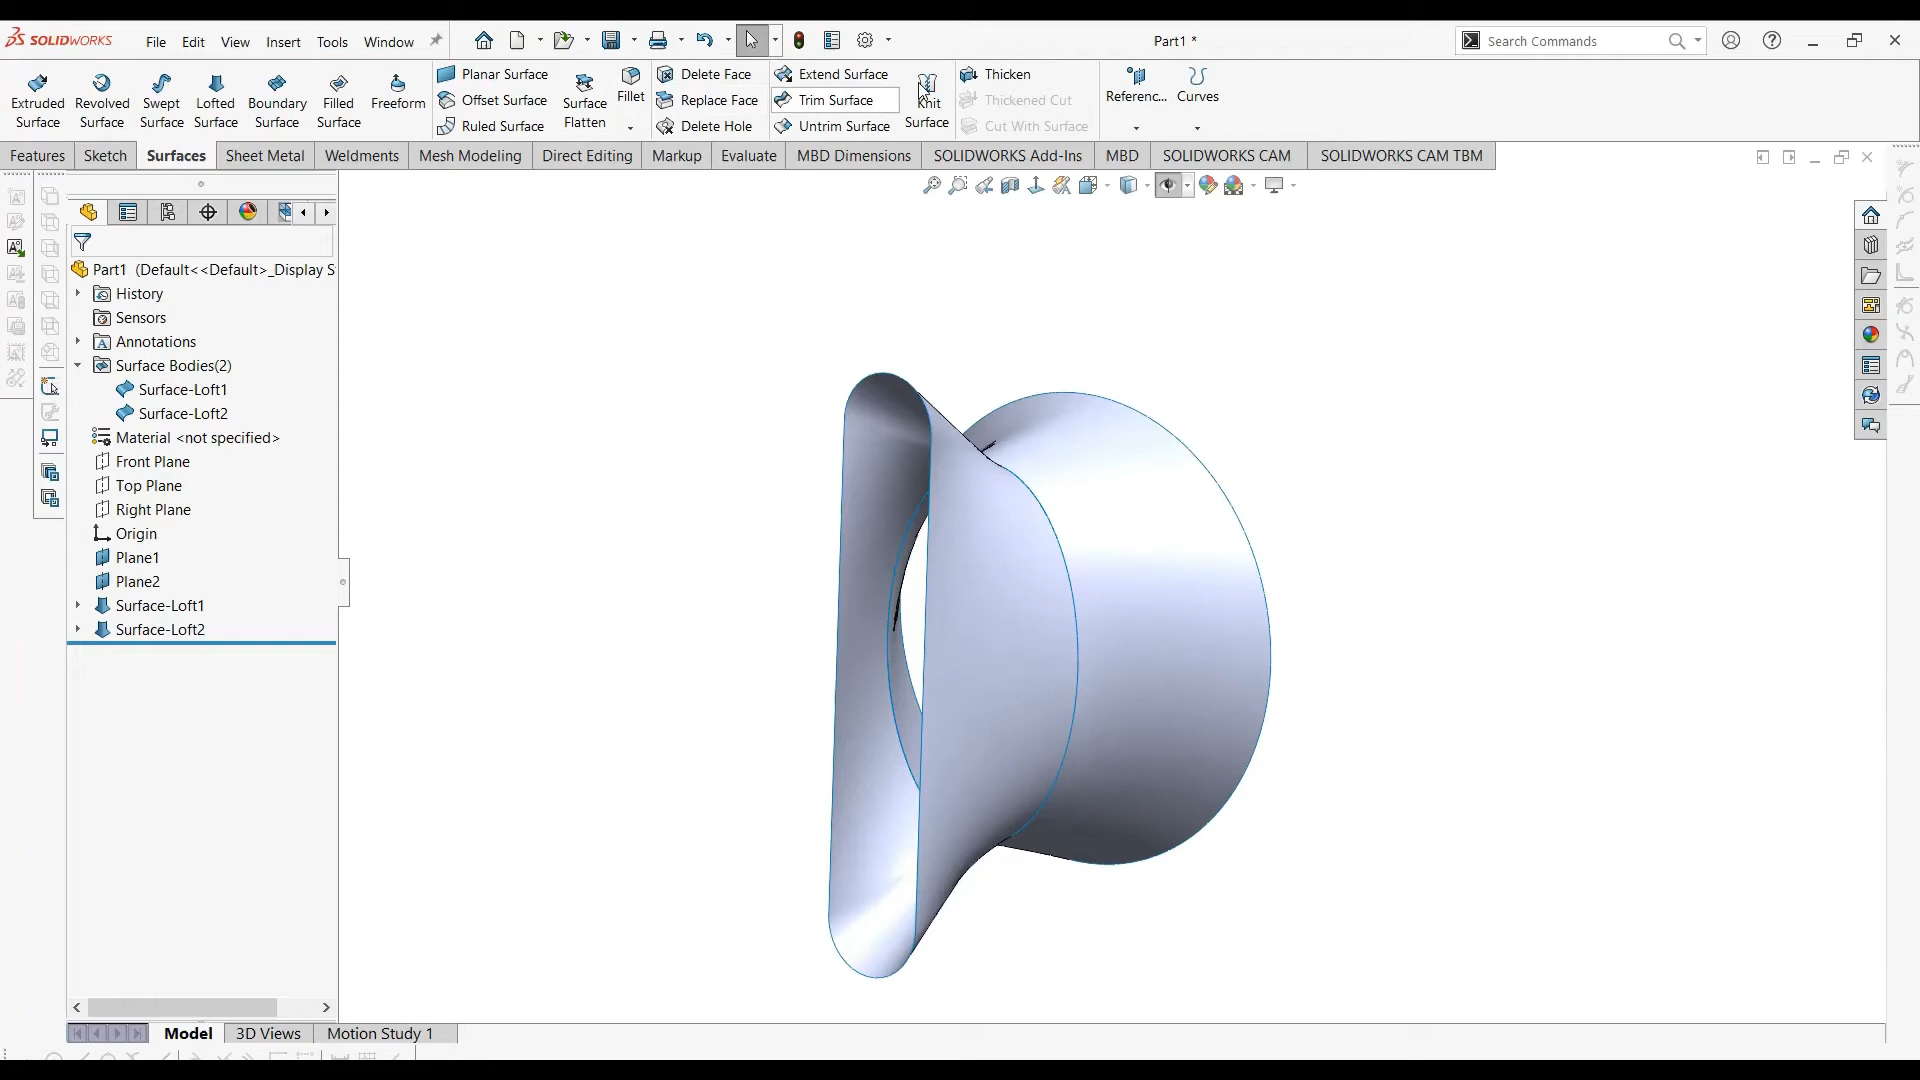 SOLIDWORKS File Edit View Insert Tools Window Part1 * Search Commands
Extruded Surface
Revolved Surface
Swept Surface
Lofted Surface
Boundary Surface
Filled Surface
Freeform
Planar Surface
Offset Surface
Ruled Surface
Surface Flatten
Fillet
Delete Face
Replace Face
Delete Hole
Extend Surface
Trim Surface
Untrim Surface
Knit Surface
Thicken
Thickened Cut
Cut With Surface
Referenc...
Curves
Features Sketch Surfaces Sheet Metal Weldments Mesh Modeling Direct Editing Markup Evaluate MBD Dimensions SOLIDWORKS Add-Ins MBD SOLIDWORKS CAM SOLIDWORKS CAM TBM
Part1 (Default<<Default>_Display S
History
Sensors
Annotations
Surface Bodies(2)
Surface-Loft1
Surface-Loft2
Material <not specified>
Front Plane
Top Plane
Right Plane
Origin
Plane1
Plane2
Surface-Loft1
Surface-Loft2
Model 3D Views Motion Study 1